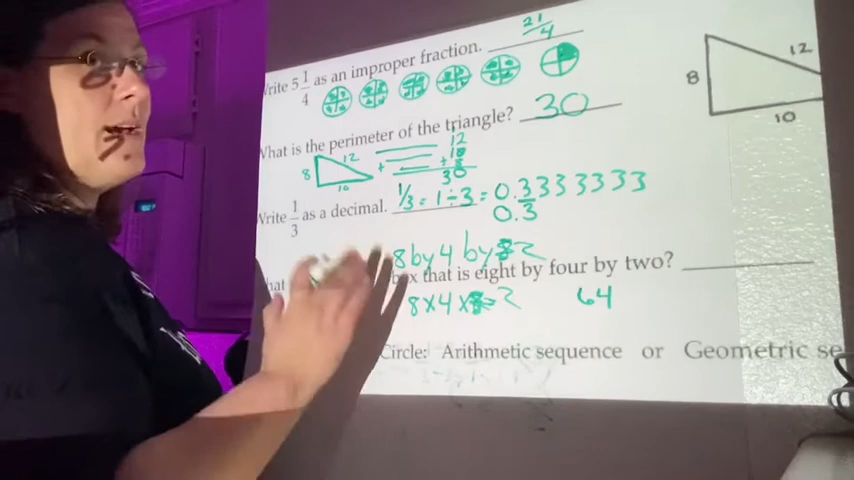 Write 5 1/4 as an improper fraction. 21/4
What is the perimeter of the triangle? 30
8 12 10
12
10
+ 8
30
8 12 10
Write 1/3 as a decimal. 1/3 = 1 ÷ 3 = 0.33333333
0.3
8 by 4 by 2
box that is eight by four by two?
8 x 4 x 2 64
Circle: Arithmetic sequence or Geometric se